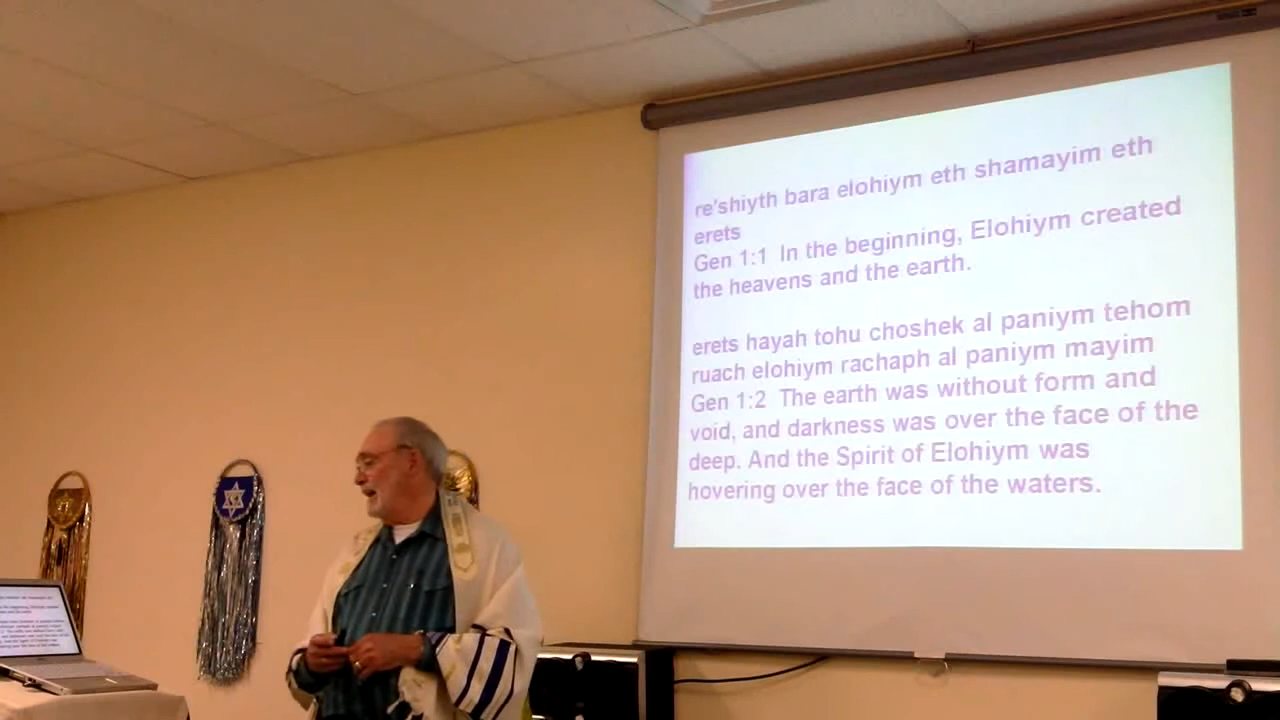 re'shiyth bara elohiym eth shamayim eth
erets
Gen 1:1 In the beginning, Elohiym created
the heavens and the earth.
erets hayah tohu choshek al paniym tehom
ruach elohiym rachaph al paniym mayim
Gen 1:2 The earth was without form and
void, and darkness was over the face of the
deep. And the Spirit of Elohiym was
hovering over the face of the waters.